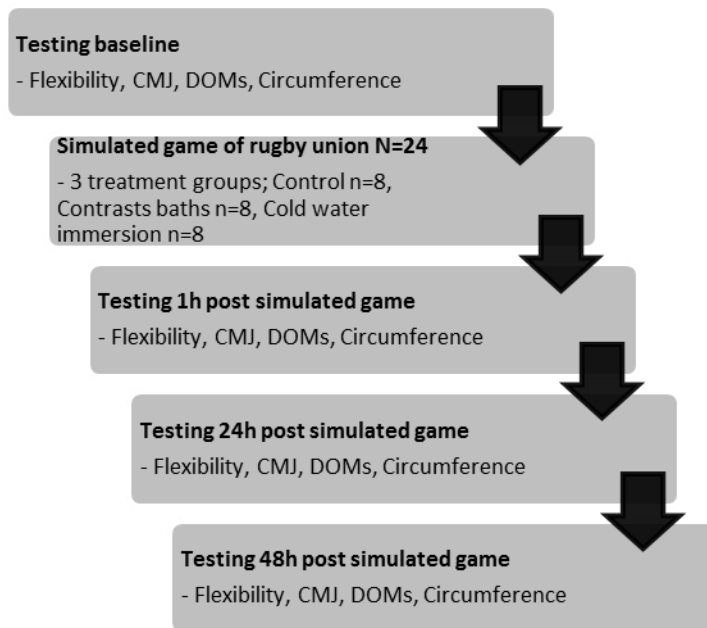 Testing baseline
- Flexibility, CMJ, DOMs, Circumference
Simulated game of rugby union N=24
- 3 treatment groups; Control n=8,
Contrasts baths n=8, Cold water
immersion n=8
Testing 1h post simulated game
- Flexibility, CMJ, DOMs, Circumference
Testing 24h post simulated game
- Flexibility, CMJ, DOMs, Circumference
Testing 48h post simulated game
- Flexibility, CMJ, DOMs, Circumference